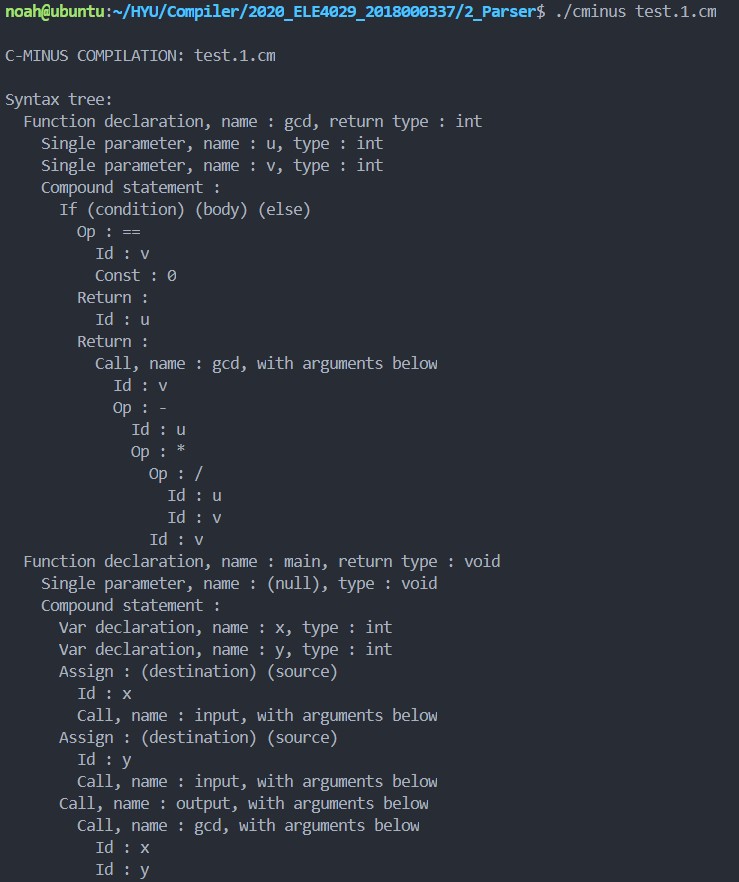 noah@ubuntu:~/HYU/Compiler/2020_ELE4029_2018000337/2_Parser$ ./cminus test.1.cm
C-MINUS COMPILATION: test.1.cm
Syntax tree:
Function declaration, name : gcd, return type : int
Single parameter, name : u, type : int
Single parameter, name : v, type : int
Compound statement :
If (condition) (body) (else)
Op : ==
Id : v
Const : 0
Return :
Id : u
Return :
Call, name : gcd, with arguments below
Id : v
Op : -
Id : u
Op : *
Op : /
Id : u
Id : v
Id : v
Function declaration, name : main, return type : void
Single parameter, name : (null), type : void
Compound statement :
Var declaration, name : x, type : int
Var declaration, name : y, type : int
Assign : (destination) (source)
Id : x
Call, name : input, with arguments below
Assign : (destination) (source)
Id : y
Call, name : input, with arguments below
Call, name : output, with arguments below
Call, name : gcd, with arguments below
Id : x
Id : y